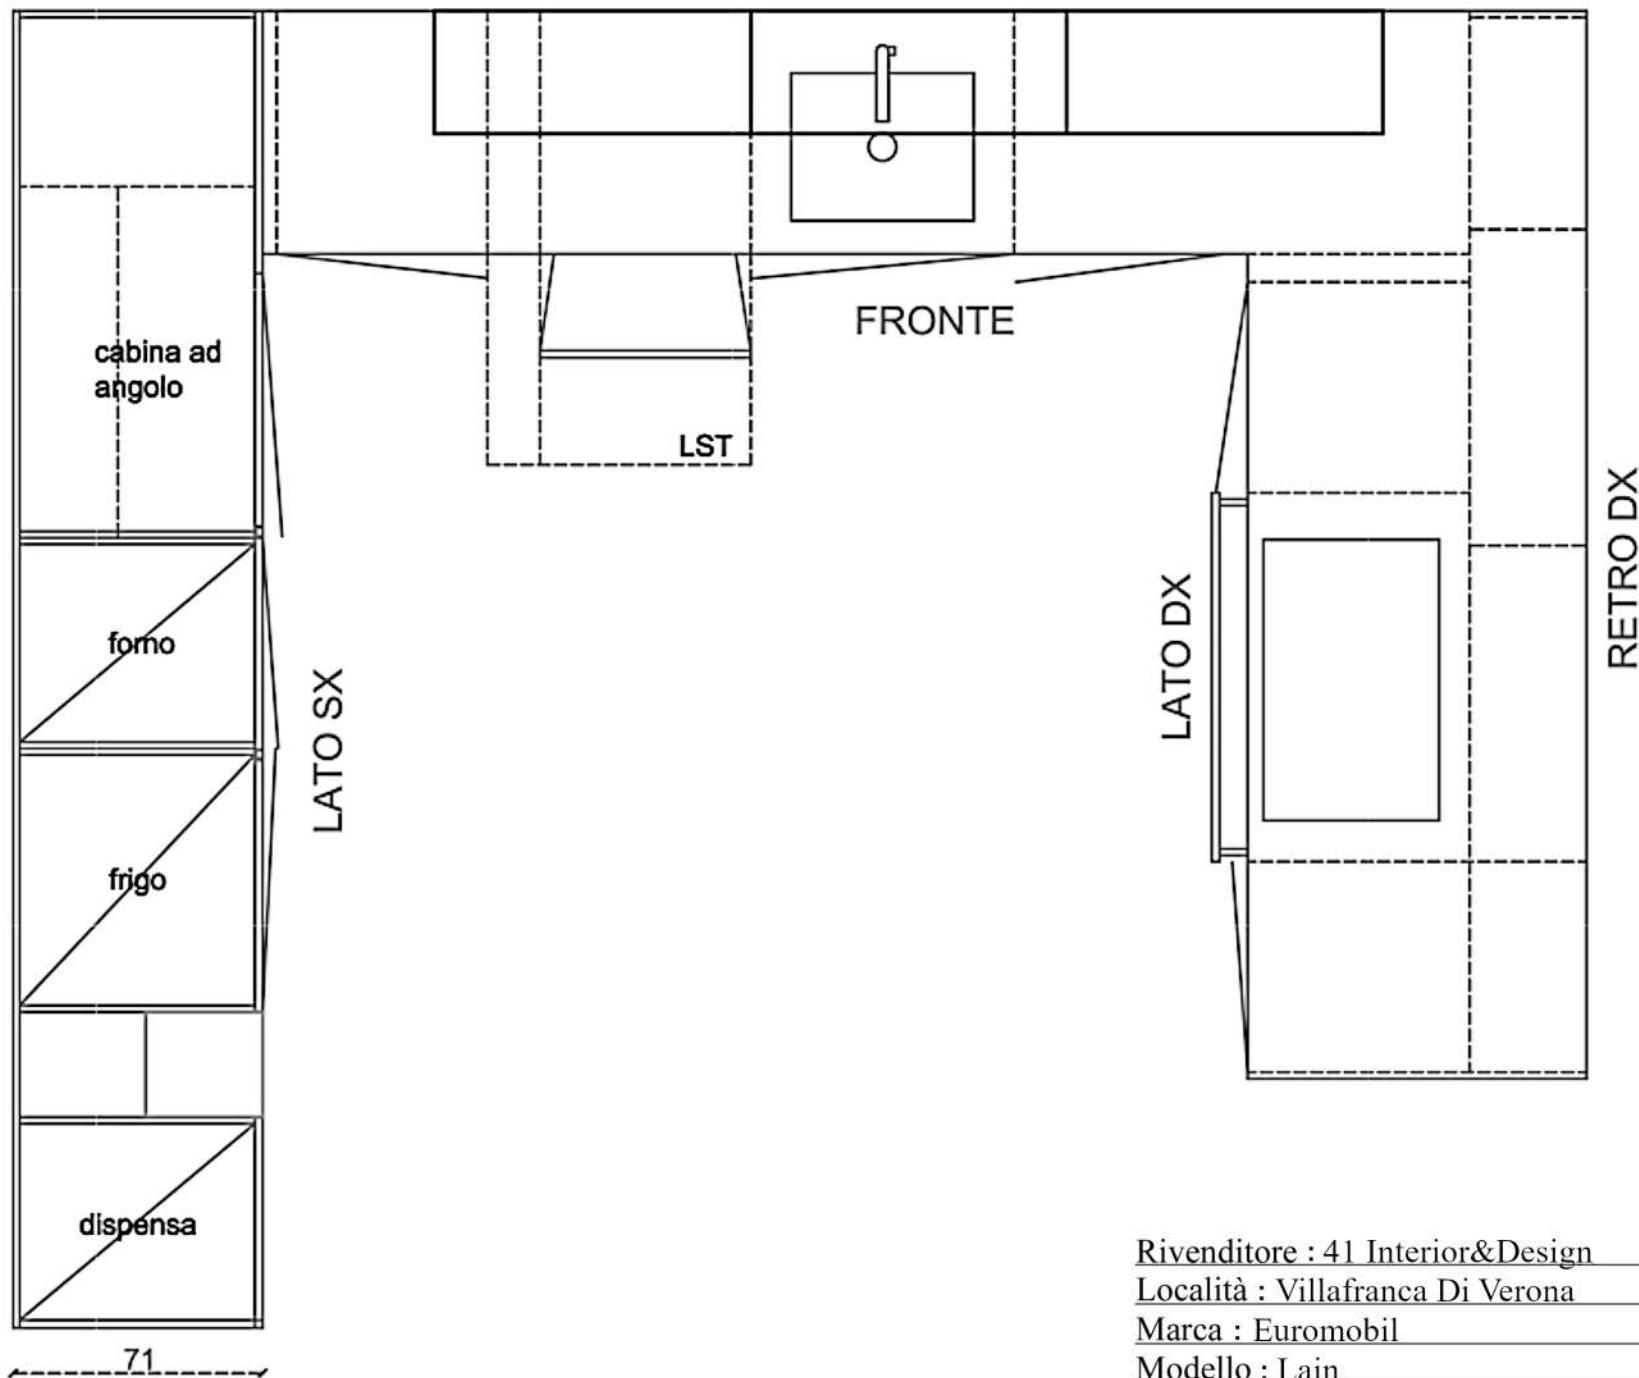 FRONTE
cabina ad
angolo
LST
RETRO DX
LATO DX
forno
LATO SX
frigo
dispensa
71
Rivenditore : 41 Interior&Design
Località : Villafranca Di Verona
Marca : Euromobil
Modello : Lain